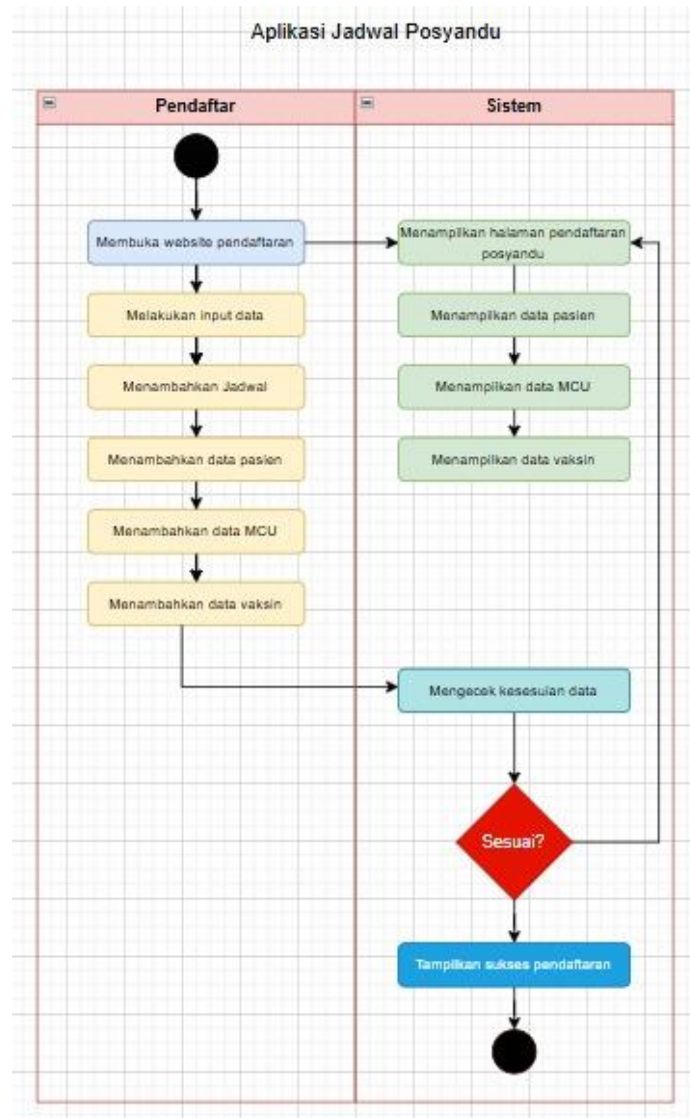 Aplikasi Jadwal Posyandu
Pendaftar
Sistem
Membuka website pendaftaran
Menampilkan halaman pendaftaran
posyandu
Melakukan input data
Menampilkan data pasien
Menambahkan Jadwal
Menampilkan data MCU
Menambahkan data pasien
Menampilkan data vaksin
Menambahkan data MCU
Menambahkan data vaksin
Mengecek kesesuian data
Sesuai?
Tampilkan sukses pendaftaran